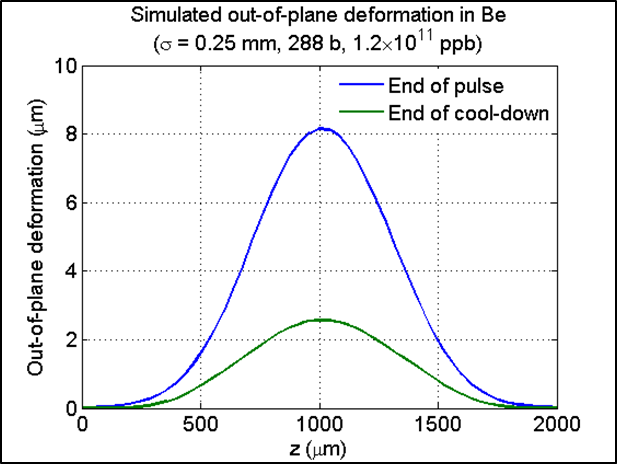 Simulated out-of-plane deformation in Be
(σ = 0.25 mm, 288 b, 1.2×10¹¹ ppb)
End of pulse
End of cool-down
Out-of-plane deformation (μm)
10
8
6
4
2
0
0 500 1000 1500 2000
z (μm)